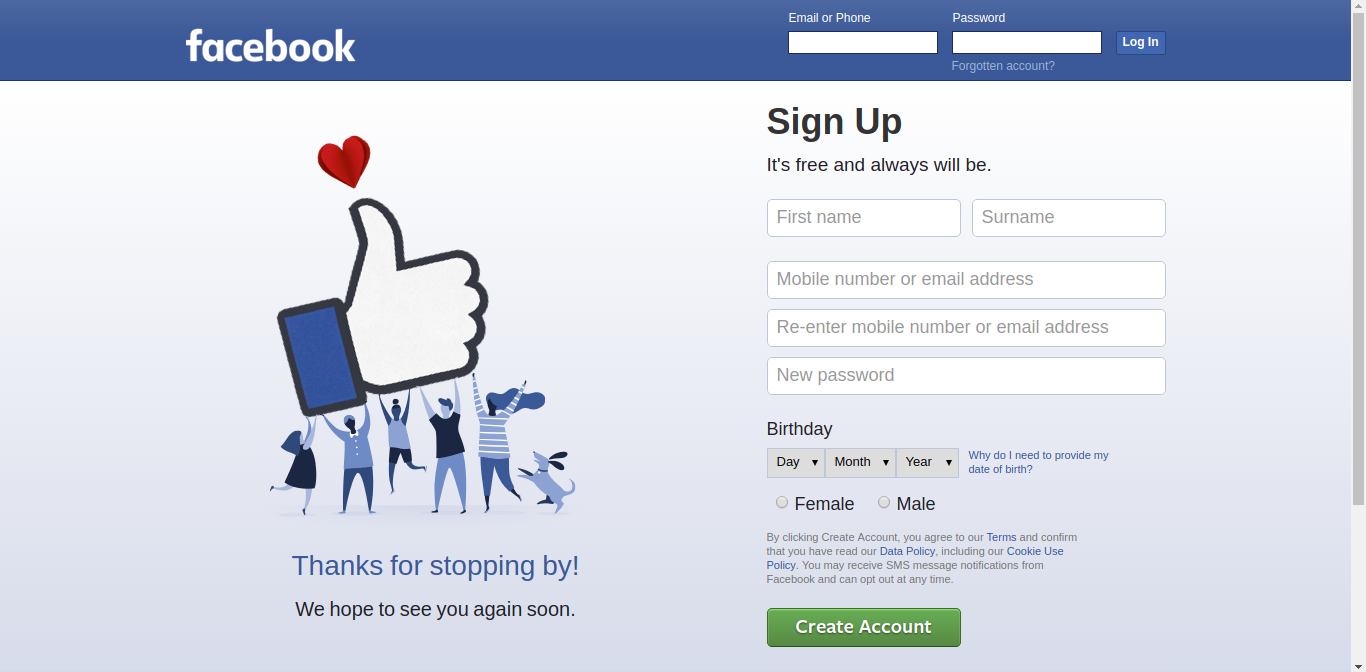 facebook
Email or Phone
Password
Log In
Forgotten account?
Sign Up
It's free and always will be.
First name
Surname
Mobile number or email address
Re-enter mobile number or email address
New password
Birthday
Day
Month
Year
Why do I need to provide my
date of birth?
Female
Male
By clicking Create Account, you agree to our Terms and confirm
that you have read our Data Policy, including our Cookie Use
Policy. You may receive SMS message notifications from
Facebook and can opt out at any time.
Create Account
Thanks for stopping by!
We hope to see you again soon.